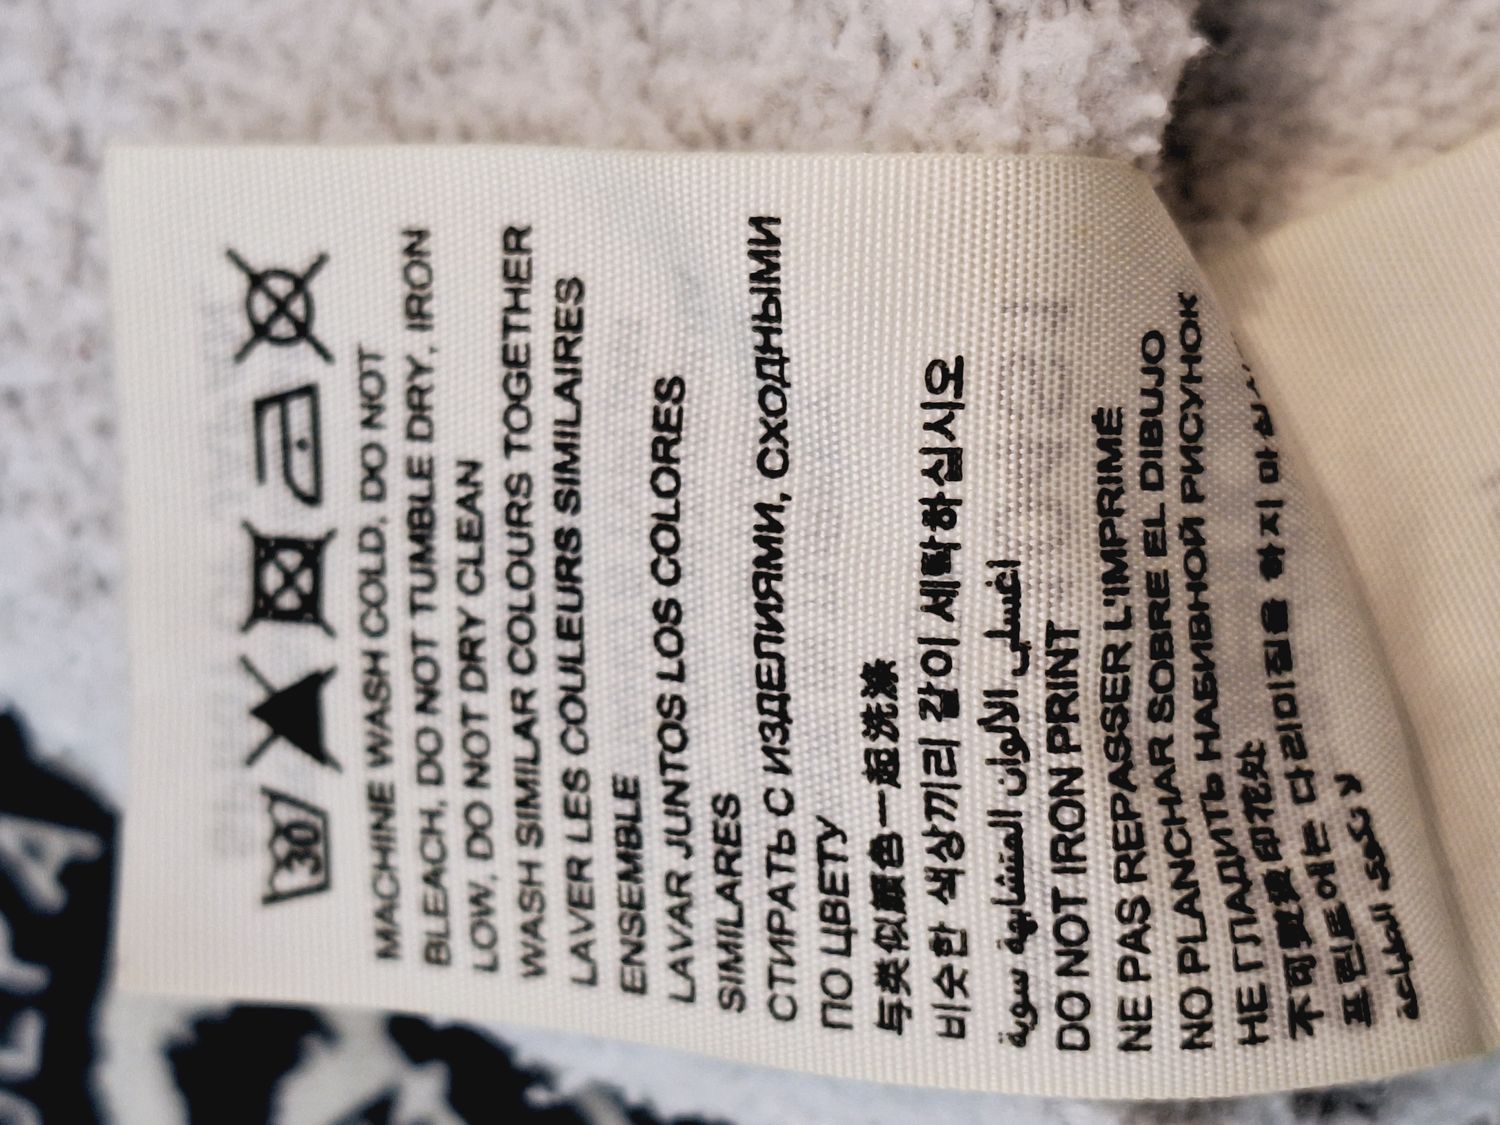 30
MACHINE WASH COLD, DO NOT
BLEACH, DO NOT TUMBLE DRY, IRON
LOW, DO NOT DRY CLEAN
WASH SIMILAR COLOURS TOGETHER
LAVER LES COULEURS SIMILAIRES
ENSEMBLE
LAVAR JUNTOS LOS COLORES
SIMILARES
СТИРАТЬ С ИЗДЕЛИЯМИ, СХОДНЫМИ
ПО ЦВЕТУ
与类似顏色一起洗滌
비슷한 색상끼리 같이 세탁하십시오
اغسلي الألوان المتشابهة سوية
DO NOT IRON PRINT
NE PAS REPASSER L'IMPRIMÉ
NO PLANCHAR SOBRE EL DIBUJO
НЕ ГЛАДИТЬ НАБИВНОЙ РИСУНОК
不可熨燙印花处
프린트에는 다리미질을 하지 마십시
لا تكوي الطباعة